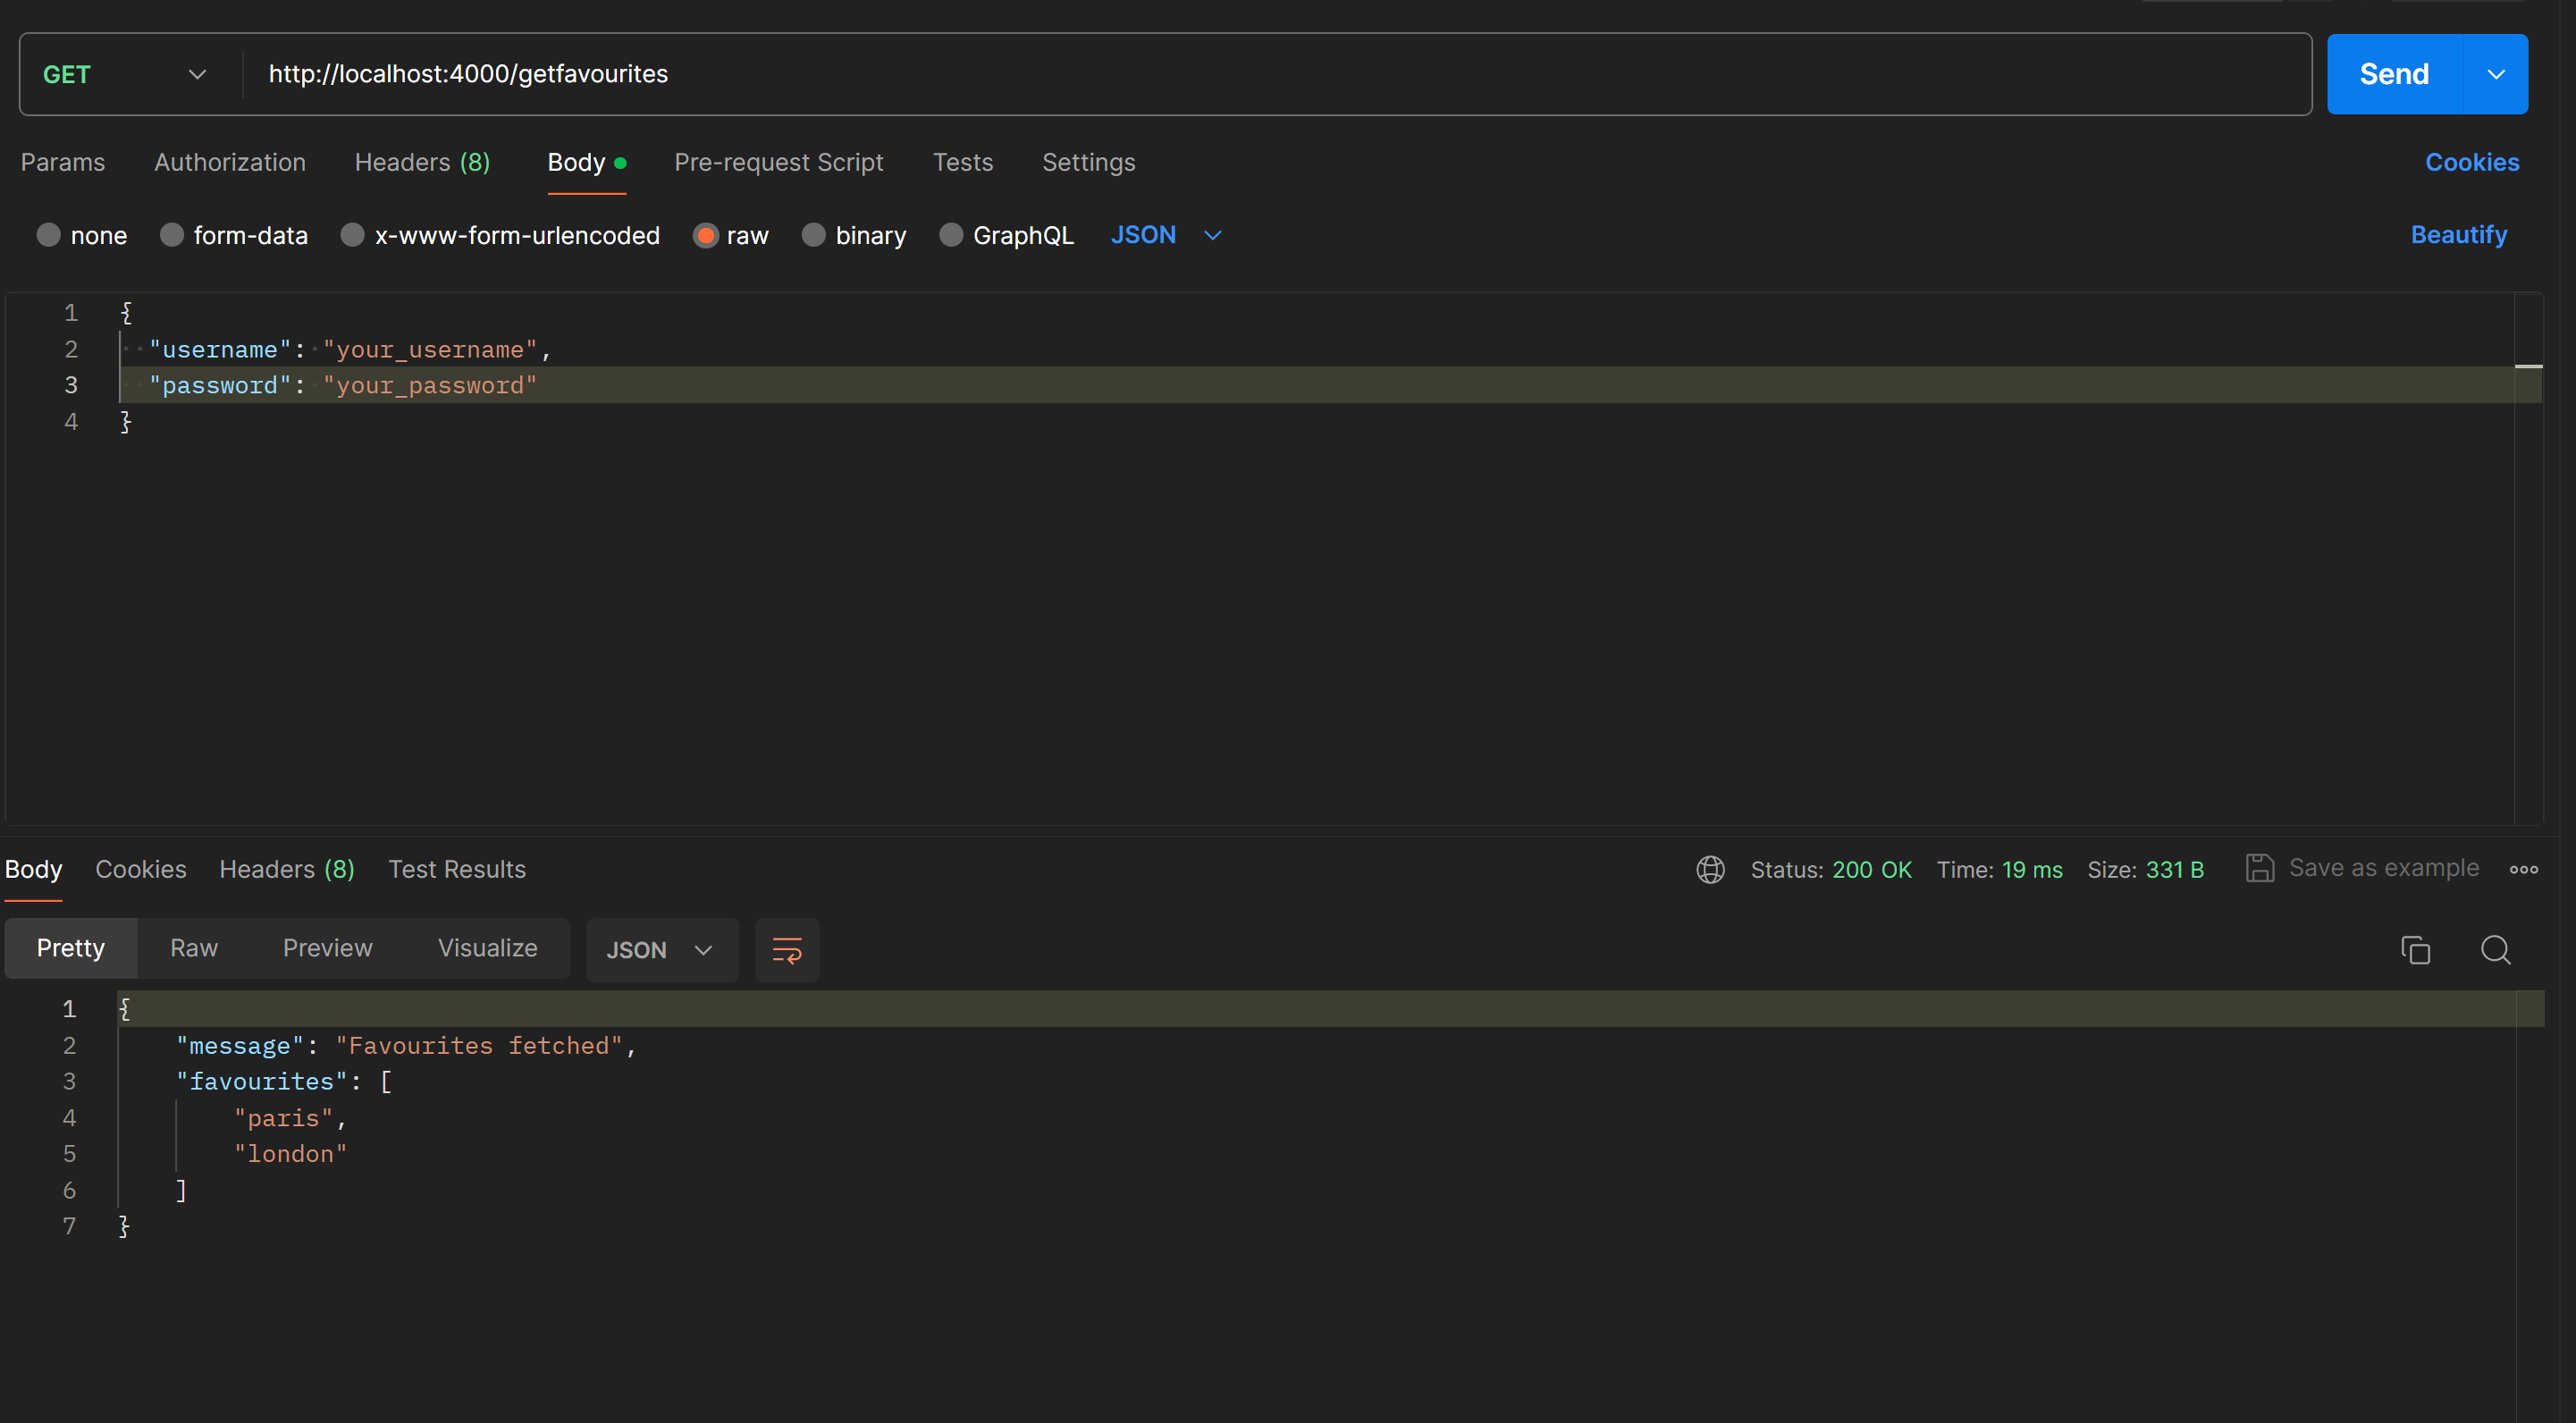 GET http://localhost:4000/getfavourites Send
Params Authorization Headers (8) Body Pre-request Script Tests Settings Cookies
none form-data x-www-form-urlencoded raw binary GraphQL JSON Beautify
1 {
2 "username": "your_username",
3 "password": "your_password"
4 }
Body Cookies Headers (8) Test Results Status: 200 OK Time: 19 ms Size: 331 B Save as example
Pretty Raw Preview Visualize JSON
1 {
2 "message": "Favourites fetched",
3 "favourites": [
4 "paris",
5 "london"
6 ]
7 }